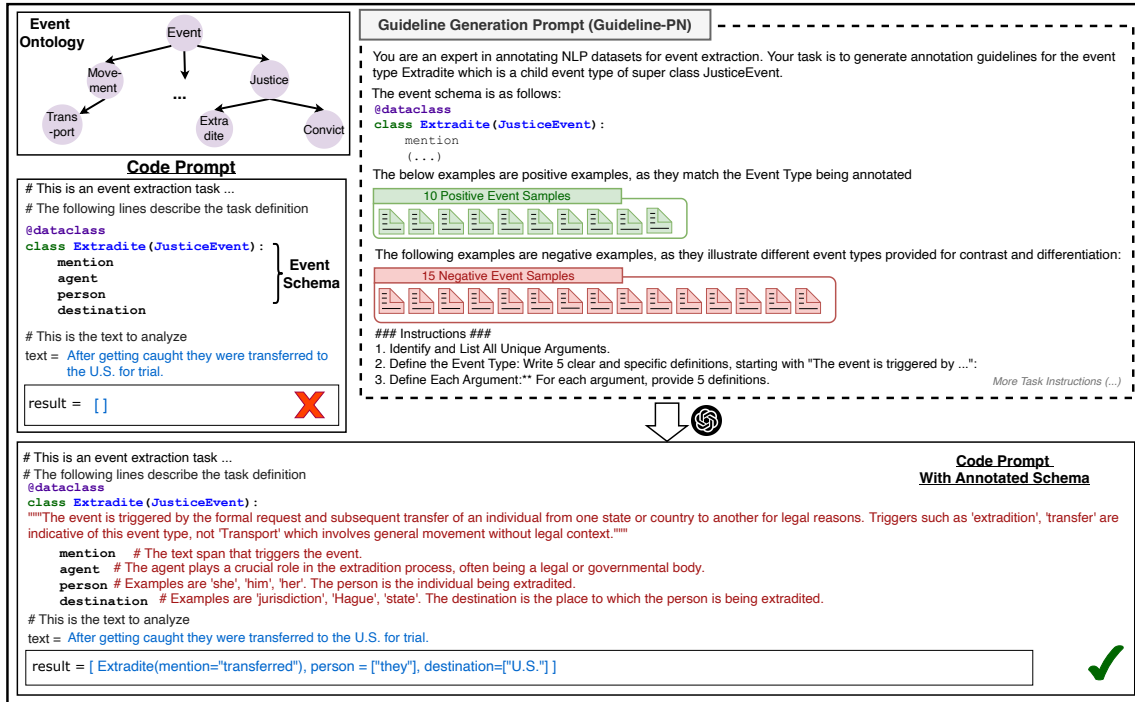 Event
Ontology
Event
Move-
ment
...
Justice
Trans
-port
Extra
dite
Convict
Code Prompt
# This is an event extraction task ...
# The following lines describe the task definition
@dataclass
class Extradite(JusticeEvent):
mention
agent
person
destination
Event
Schema
# This is the text to analyze
text = After getting caught they were transferred to
the U.S. for trial.
result = [ ]
Guideline Generation Prompt (Guideline-PN)
You are an expert in annotating NLP datasets for event extraction. Your task is to generate annotation guidelines for the event
type Extradite which is a child event type of super class JusticeEvent.
The event schema is as follows:
@dataclass
class Extradite(JusticeEvent):
mention
(...)
The below examples are positive examples, as they match the Event Type being annotated
10 Positive Event Samples
The following examples are negative examples, as they illustrate different event types provided for contrast and differentiation:
15 Negative Event Samples
### Instructions ###
1. Identify and List All Unique Arguments.
2. Define the Event Type: Write 5 clear and specific definitions, starting with "The event is triggered by ...":
3. Define Each Argument:** For each argument, provide 5 definitions.
More Task Instructions (...)
# This is an event extraction task ...
Code Prompt
With Annotated Schema
# The following lines describe the task definition
@dataclass
class Extradite(JusticeEvent):
"""The event is triggered by the formal request and subsequent transfer of an individual from one state or country to another for legal reasons. Triggers such as 'extradition', 'transfer' are
indicative of this event type, not 'Transport' which involves general movement without legal context."""
mention # The text span that triggers the event.
agent # The agent plays a crucial role in the extradition process, often being a legal or governmental body.
person # Examples are 'she', 'him', 'her'. The person is the individual being extradited.
destination # Examples are 'jurisdiction', 'Hague', 'state'. The destination is the place to which the person is being extradited.
# This is the text to analyze
text = After getting caught they were transferred to the U.S. for trial.
result = [ Extradite(mention="transferred"), person = ["they"], destination=["U.S."] ]